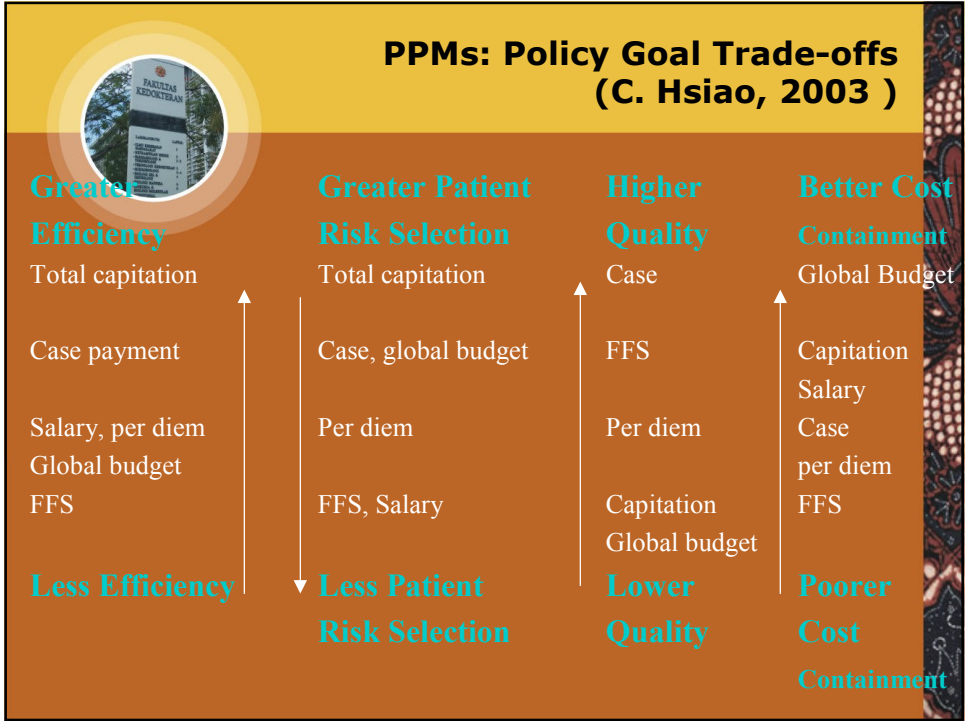 PPMs: Policy Goal Trade-offs
(C. Hsiao, 2003 )
FAKULTAS
KEDOKTERAN
Greater
Efficiency
Total capitation
Case payment
Salary, per diem
Global budget
FFS
Less Efficiency
Greater Patient
Risk Selection
Total capitation
Case, global budget
Per diem
FFS, Salary
Less Patient
Risk Selection
Higher
Quality
Case
FFS
Per diem
Capitation
Global budget
Lower
Quality
Better Cost
Containment
Global Budget
Capitation
Salary
Case
per diem
FFS
Poorer
Cost
Containment